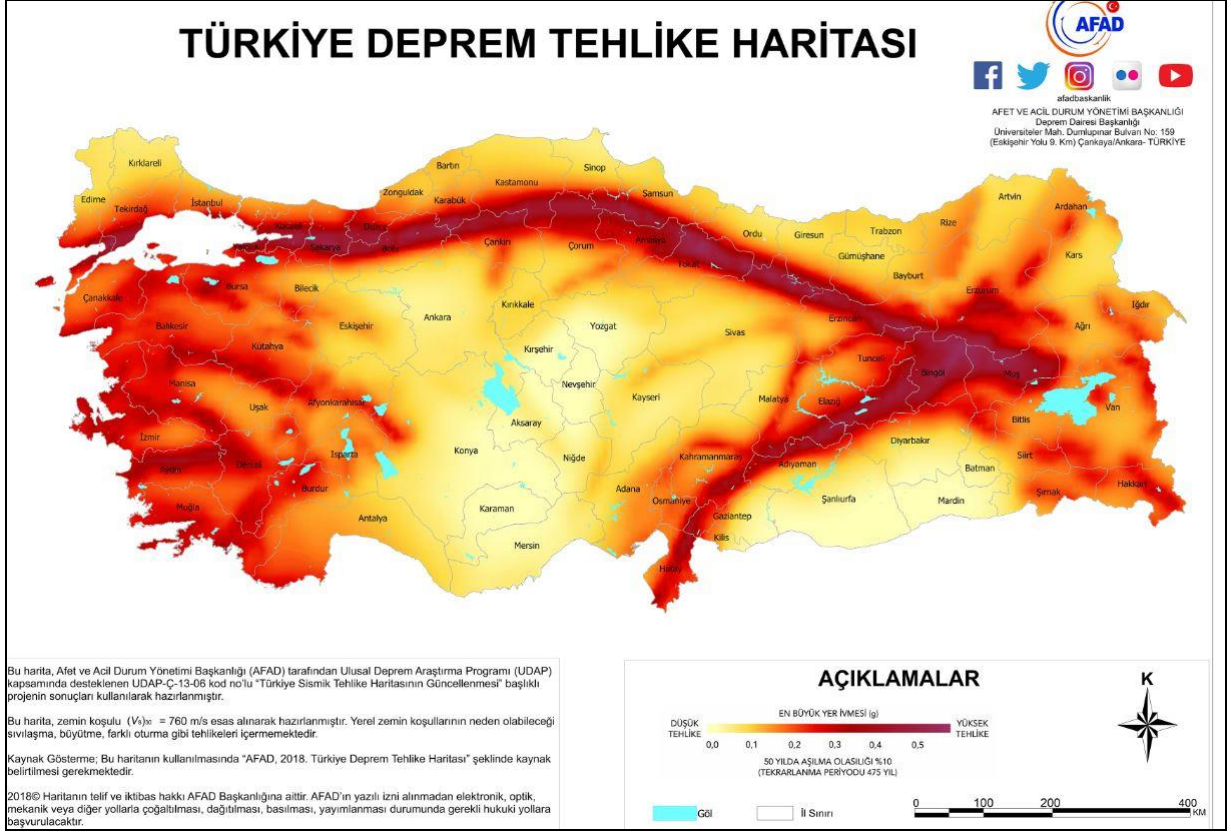 TÜRKİYE DEPREM TEHLİKE HARİTASI
AFAD
afadbaskanlik
AFET VE ACİL DURUM YÖNETİMİ BAŞKANLIĞI
Deprem Dairesi Başkanlığı
Üniversiteler Mah. Dumlupınar Bulvarı No: 159
(Eskişehir Yolu 9. Km) Çankaya/Ankara- TÜRKİYE
Kırklareli
Edirne
Tekirdağ
İstanbul
Kocaeli
Sakarya
Düzce
Bolu
Zonguldak
Bartın
Karabük
Kastamonu
Sinop
Samsun
Çankırı
Çorum
Amasya
Tokat
Ordu
Giresun
Trabzon
Gümüşhane
Bayburt
Rize
Artvin
Ardahan
Kars
Iğdır
Ağrı
Erzurum
Erzincan
Çanakkale
Balıkesir
Bursa
Bilecik
Kütahya
Eskişehir
Ankara
Kırıkkale
Kırşehir
Yozgat
Sivas
Tunceli
Bingöl
Muş
Manisa
Uşak
Afyonkarahisar
Nevşehir
Kayseri
Malatya
Elazığ
Bitlis
Van
İzmir
Aydın
Denizli
Isparta
Burdur
Konya
Aksaray
Niğde
Kahramanmaraş
Adıyaman
Diyarbakır
Batman
Siirt
Şırnak
Hakkari
Muğla
Antalya
Karaman
Mersin
Adana
Osmaniye
Gaziantep
Kilis
Hatay
Şanlıurfa
Mardin
Bu harita, Afet ve Acil Durum Yönetimi Başkanlığı (AFAD) tarafından Ulusal Deprem Araştırma Programı (UDAP)
kapsamında desteklenen UDAP-Ç-13-06 kod no'lu "Türkiye Sismik Tehlike Haritasının Güncellenmesi" başlıklı
projenin sonuçları kullanılarak hazırlanmıştır.
Bu harita, zemin koşulu (Vs)30 = 760 m/s esas alınarak hazırlanmıştır. Yerel zemin koşullarının neden olabileceği
sıvılaşma, büyütme, farklı oturma gibi tehlikeleri içermemektedir.
Kaynak Gösterme; Bu haritanın kullanılmasında "AFAD, 2018. Türkiye Deprem Tehlike Haritası" şeklinde kaynak
belirtilmesi gerekmektedir.
2018© Haritanın telif ve iktibas hakkı AFAD Başkanlığına aittir. AFAD'ın yazılı izni alınmadan elektronik, optik,
mekanik veya diğer yollarla çoğaltılması, dağıtılması, basılması, yayımlanması durumunda gerekli hukuki yollara
başvurulacaktır.
AÇIKLAMALAR
EN BÜYÜK YER İVMESİ (g)
DÜŞÜK TEHLİKE
YÜKSEK TEHLİKE
0,0 0,1 0,2 0,3 0,4 0,5
50 YILDA AŞILMA OLASILIĞI %10
(TEKRARLANMA PERİYODU 475 YIL)
Göl
İl Sınırı
K
0 100 200 400
KM